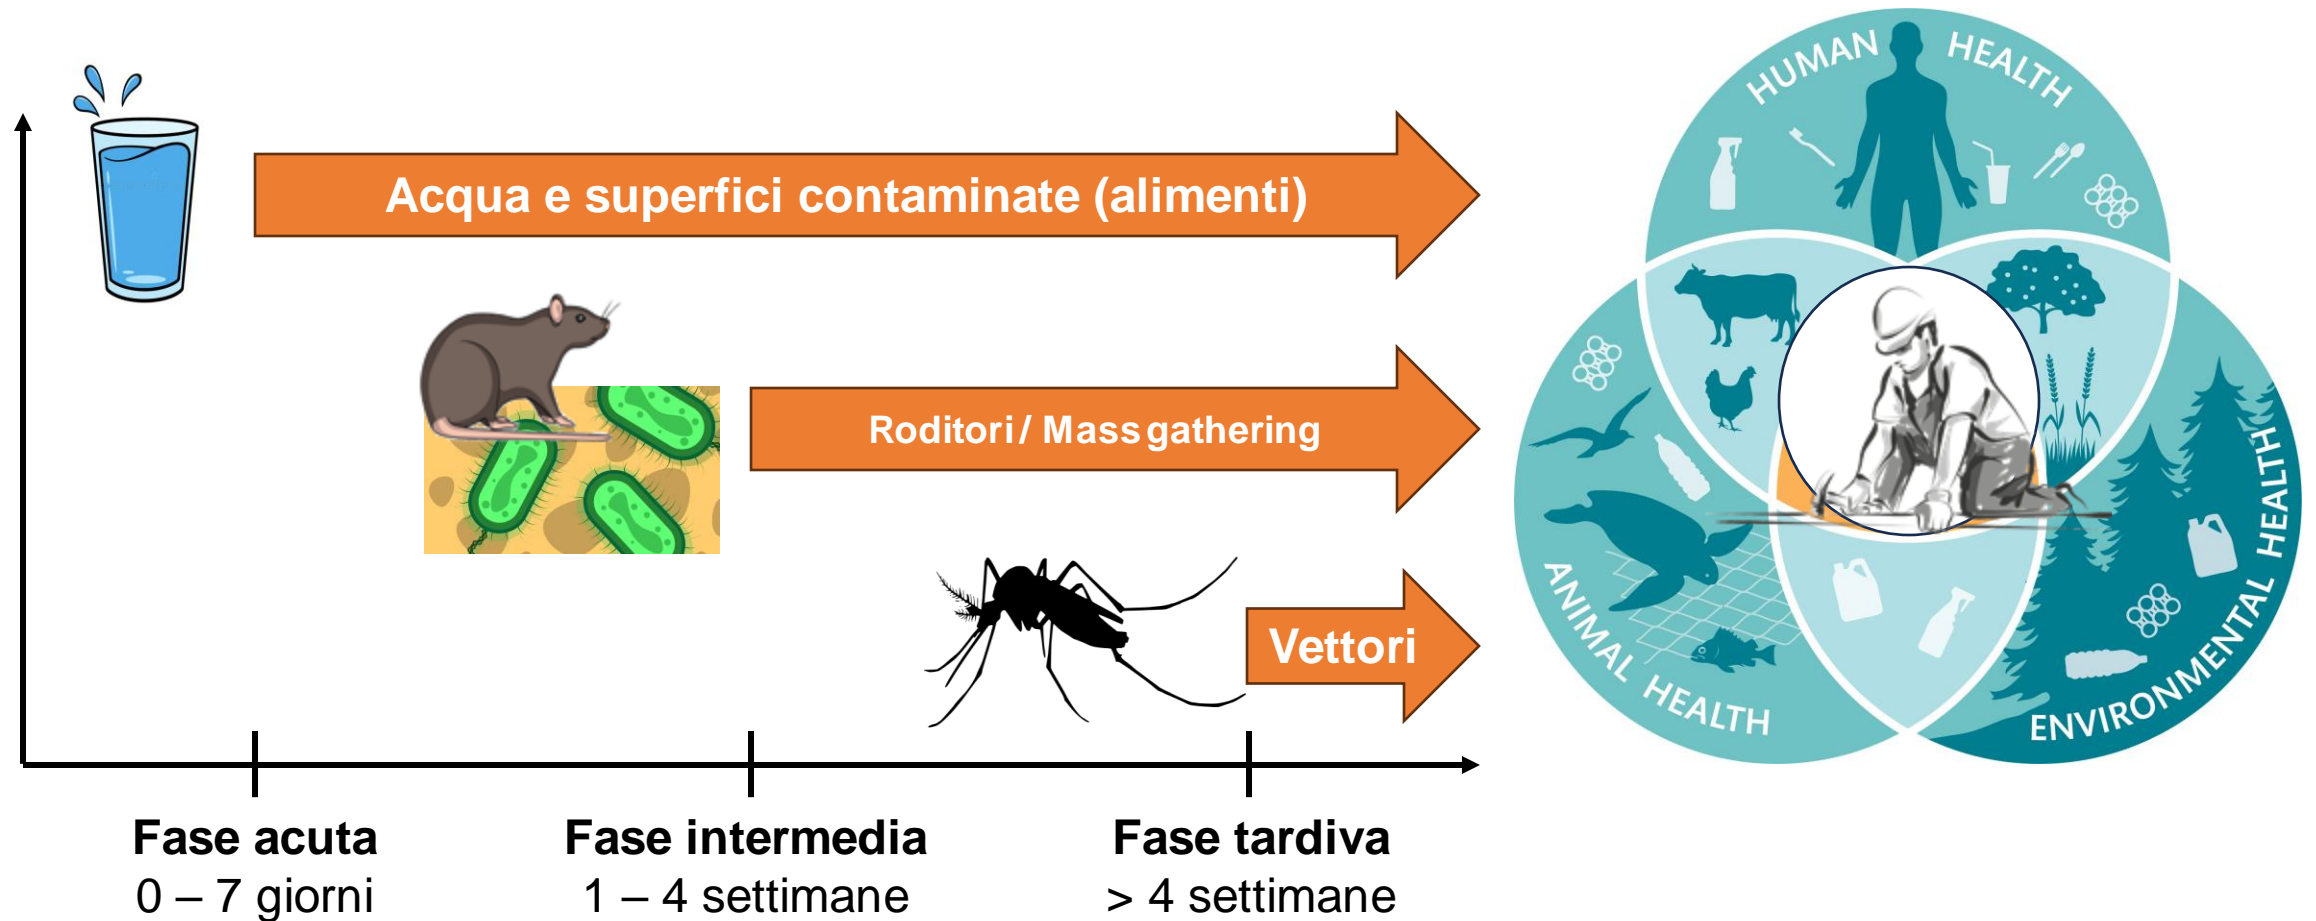 Acqua e superfici contaminate (alimenti)
Roditori / Mass gathering
Vettori
Fase acuta
0 – 7 giorni
Fase intermedia
1 – 4 settimane
Fase tardiva
> 4 settimane
HUMAN HEALTH
ANIMAL HEALTH
ENVIRONMENTAL HEALTH